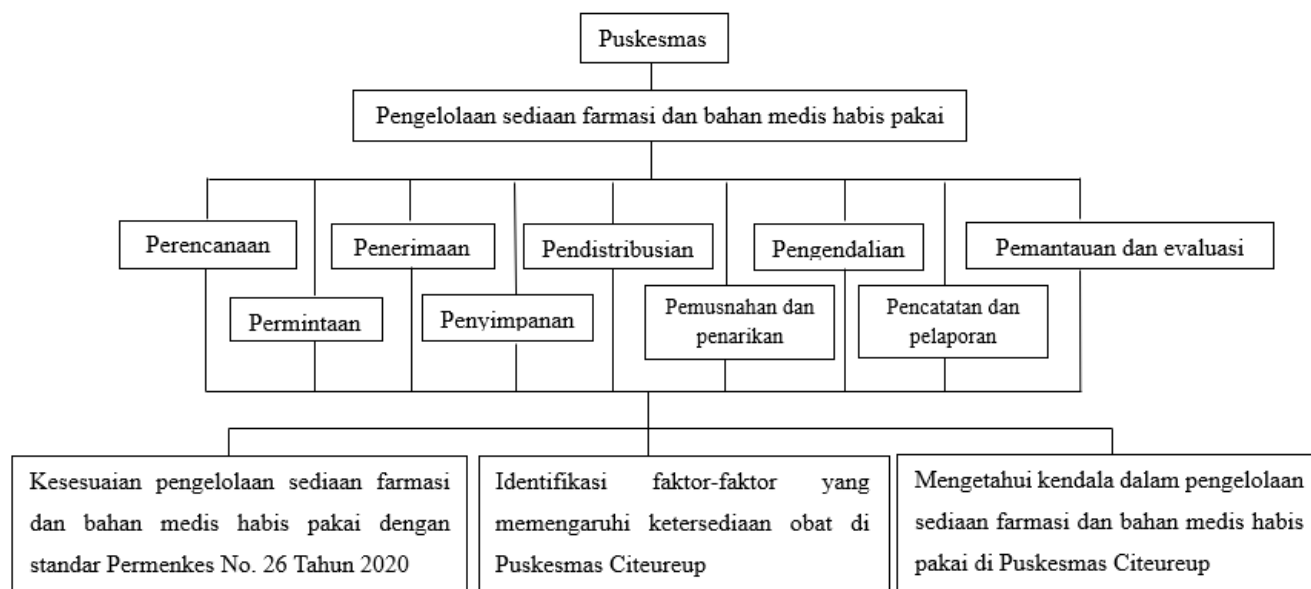 Puskesmas
Pengelolaan sediaan farmasi dan bahan medis habis pakai
Perencanaan
Permintaan
Penerimaan
Penyimpanan
Pendistribusian
Pemusnahan dan
penarikan
Pengendalian
Pencatatan dan
pelaporan
Pemantauan dan evaluasi
Kesesuaian pengelolaan sediaan farmasi
dan bahan medis habis pakai dengan
standar Permenkes No. 26 Tahun 2020
Identifikasi faktor-faktor yang
memengaruhi ketersediaan obat di
Puskesmas Citeureup
Mengetahui kendala dalam pengelolaan
sediaan farmasi dan bahan medis habis
pakai di Puskesmas Citeureup